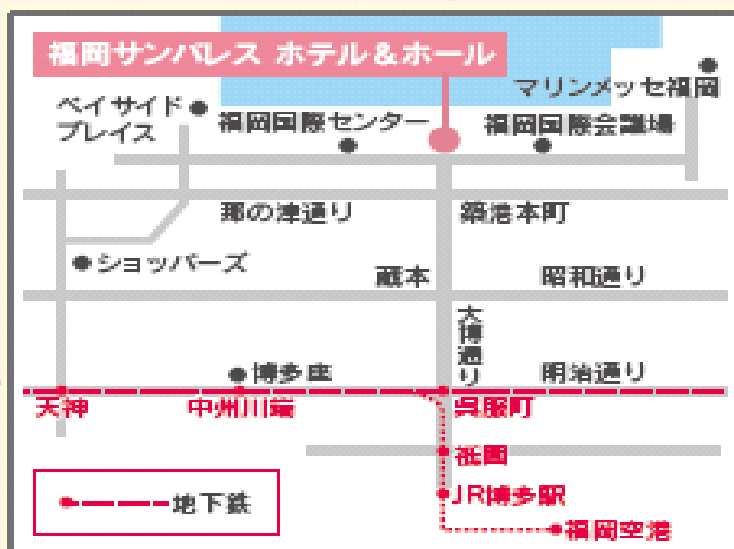 福岡サンパレス ホテル＆ホール
マリンメッセ福岡
ベイサイド
プレイス
福岡国際センター
福岡国際会議場
那の津通り
築港本町
ショッパーズ
蔵本
昭和通り
大博通り
博多座
明治通り
天神
中州川端
呉服町
祇園
JR博多駅
地下鉄
福岡空港